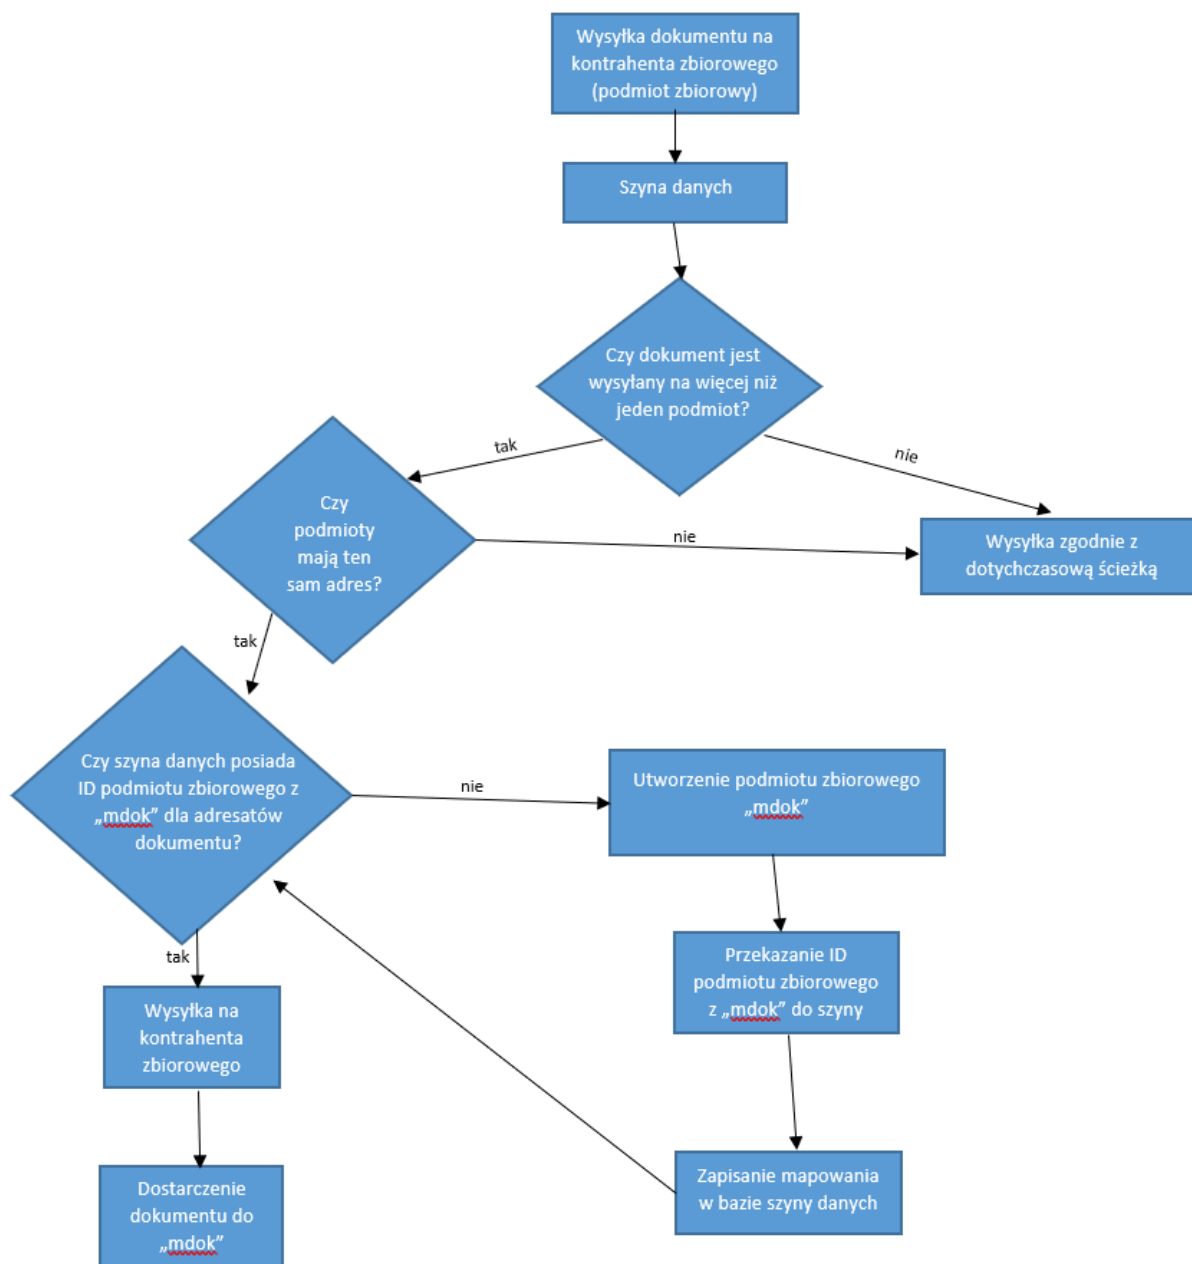 Wysyłka dokumentu na
kontrahenta zbiorowego
(podmiot zbiorowy)
Szyna danych
Czy dokument jest
wysyłany na więcej niż
jeden podmiot?
tak
nie
Czy
podmioty
mają ten
sam adres?
nie
Wysyłka zgodnie z
dotychczasową ścieżką
tak
Czy szyna danych posiada
ID podmiotu zbiorowego z
„mdok” dla adresatów
dokumentu?
nie
Utworzenie podmiotu zbiorowego
„mdok”
Przekazanie ID
podmiotu zbiorowego
z „mdok” do szyny
tak
Wysyłka na
kontrahenta
zbiorowego
Zapisanie mapowania
w bazie szyny danych
Dostarczenie
dokumentu do
„mdok”